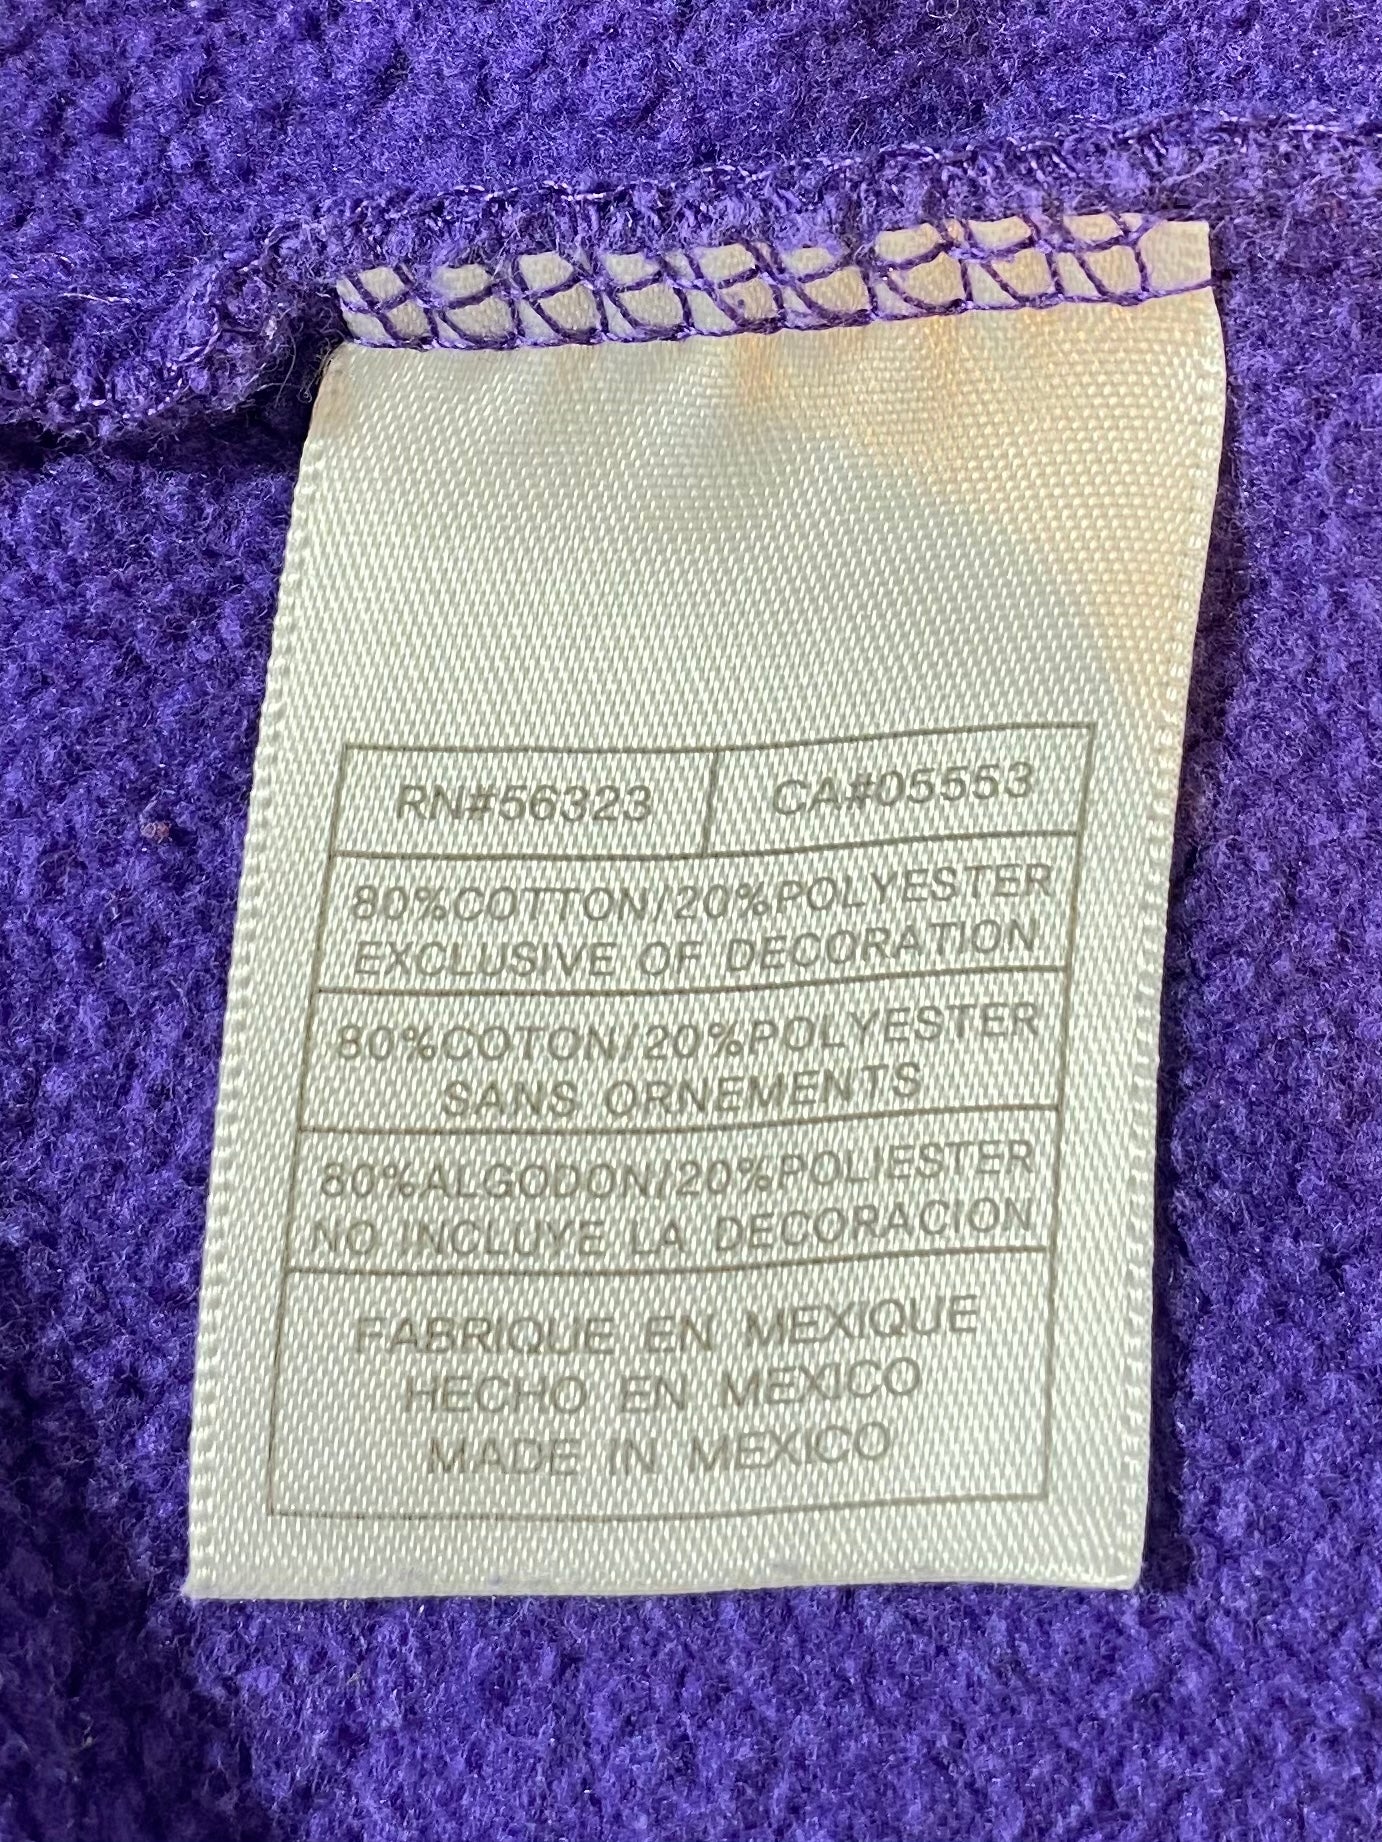 RN#56323 CA#05553
80%COTTON/20%POLYESTER
EXCLUSIVE OF DECORATION
80%COTON/20%POLYESTER
SANS ORNEMENTS
80%ALGODON/20%POLIESTER
NO INCLUYE LA DECORACION
FABRIQUE EN MEXIQUE
HECHO EN MEXICO
MADE IN MEXICO